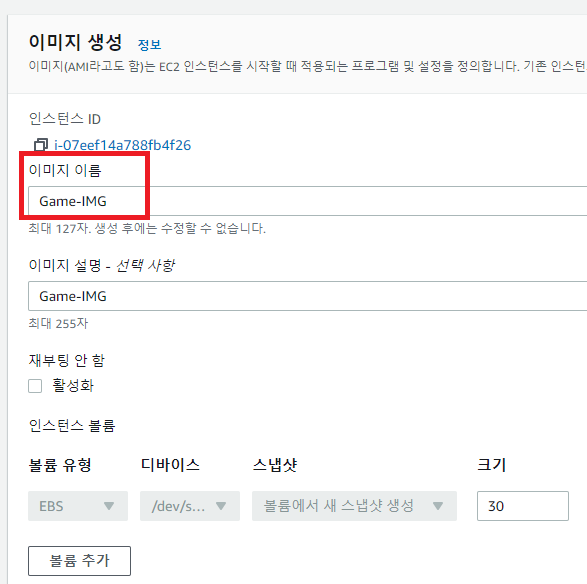 이미지 생성 정보
이미지(AMI라고도 함)는 EC2 인스턴스를 시작할 때 적용되는 프로그램 및 설정을 정의합니다. 기존 인스턴
인스턴스 ID
i-07eef14a788fb4f26
이미지 이름
Game-IMG
최대 127자. 생성 후에는 수정할 수 없습니다.
이미지 설명 - 선택 사항
Game-IMG
최대 255자
재부팅 안 함
활성화
인스턴스 볼륨
볼륨 유형 디바이스 스냅샷 크기
EBS /dev/s... 볼륨에서 새 스냅샷 생성 30
볼륨 추가